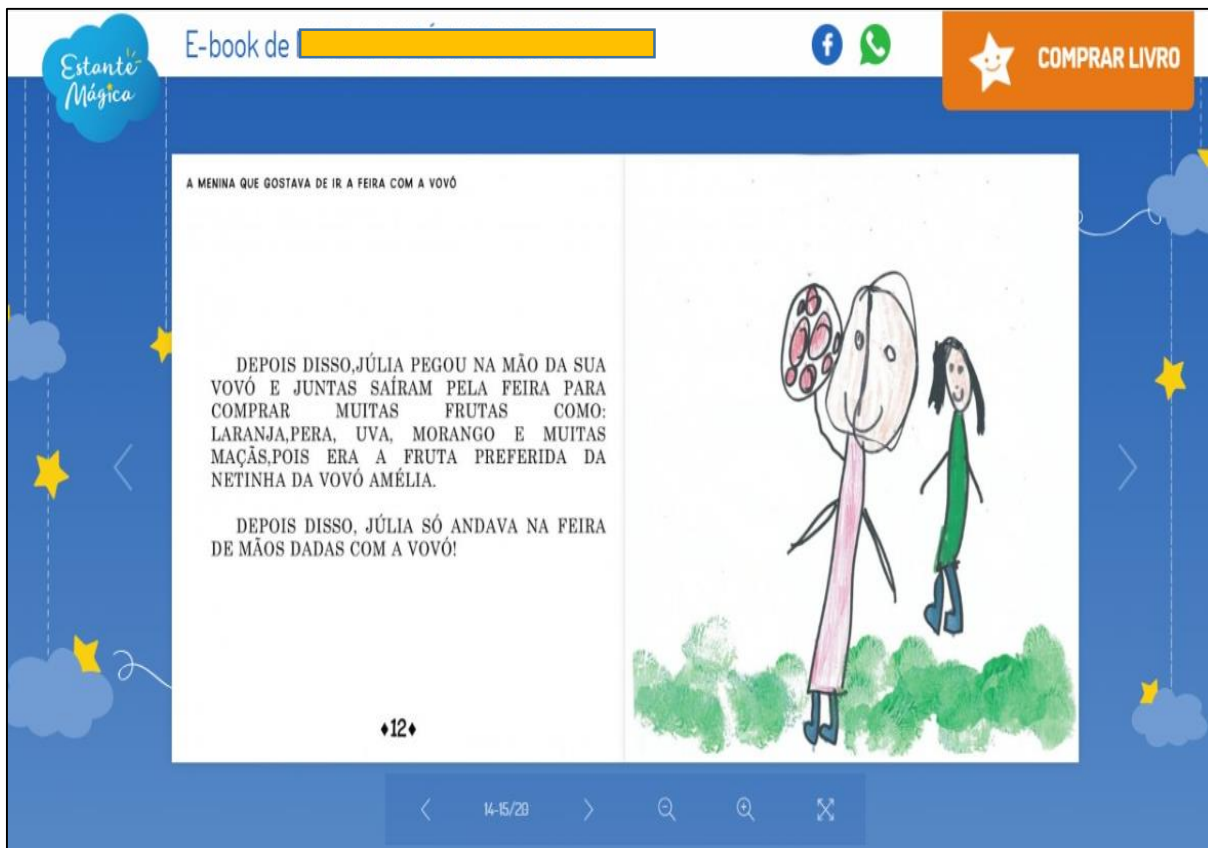 Estante
Mágica
E-book de
COMPRAR LIVRO
A MENINA QUE GOSTAVA DE IR A FEIRA COM A VOVÓ
DEPOIS DISSO,JÚLIA PEGOU NA MÃO DA SUA
VOVÓ E JUNTAS SAÍRAM PELA FEIRA PARA
COMPRAR MUITAS FRUTAS COMO:
LARANJA,PERA, UVA, MORANGO E MUITAS
MAÇÃS,POIS ERA A FRUTA PREFERIDA DA
NETINHA DA VOVÓ AMÉLIA.
DEPOIS DISSO, JÚLIA SÓ ANDAVA NA FEIRA
DE MÃOS DADAS COM A VOVÓ!
♦12♦
14-15/20